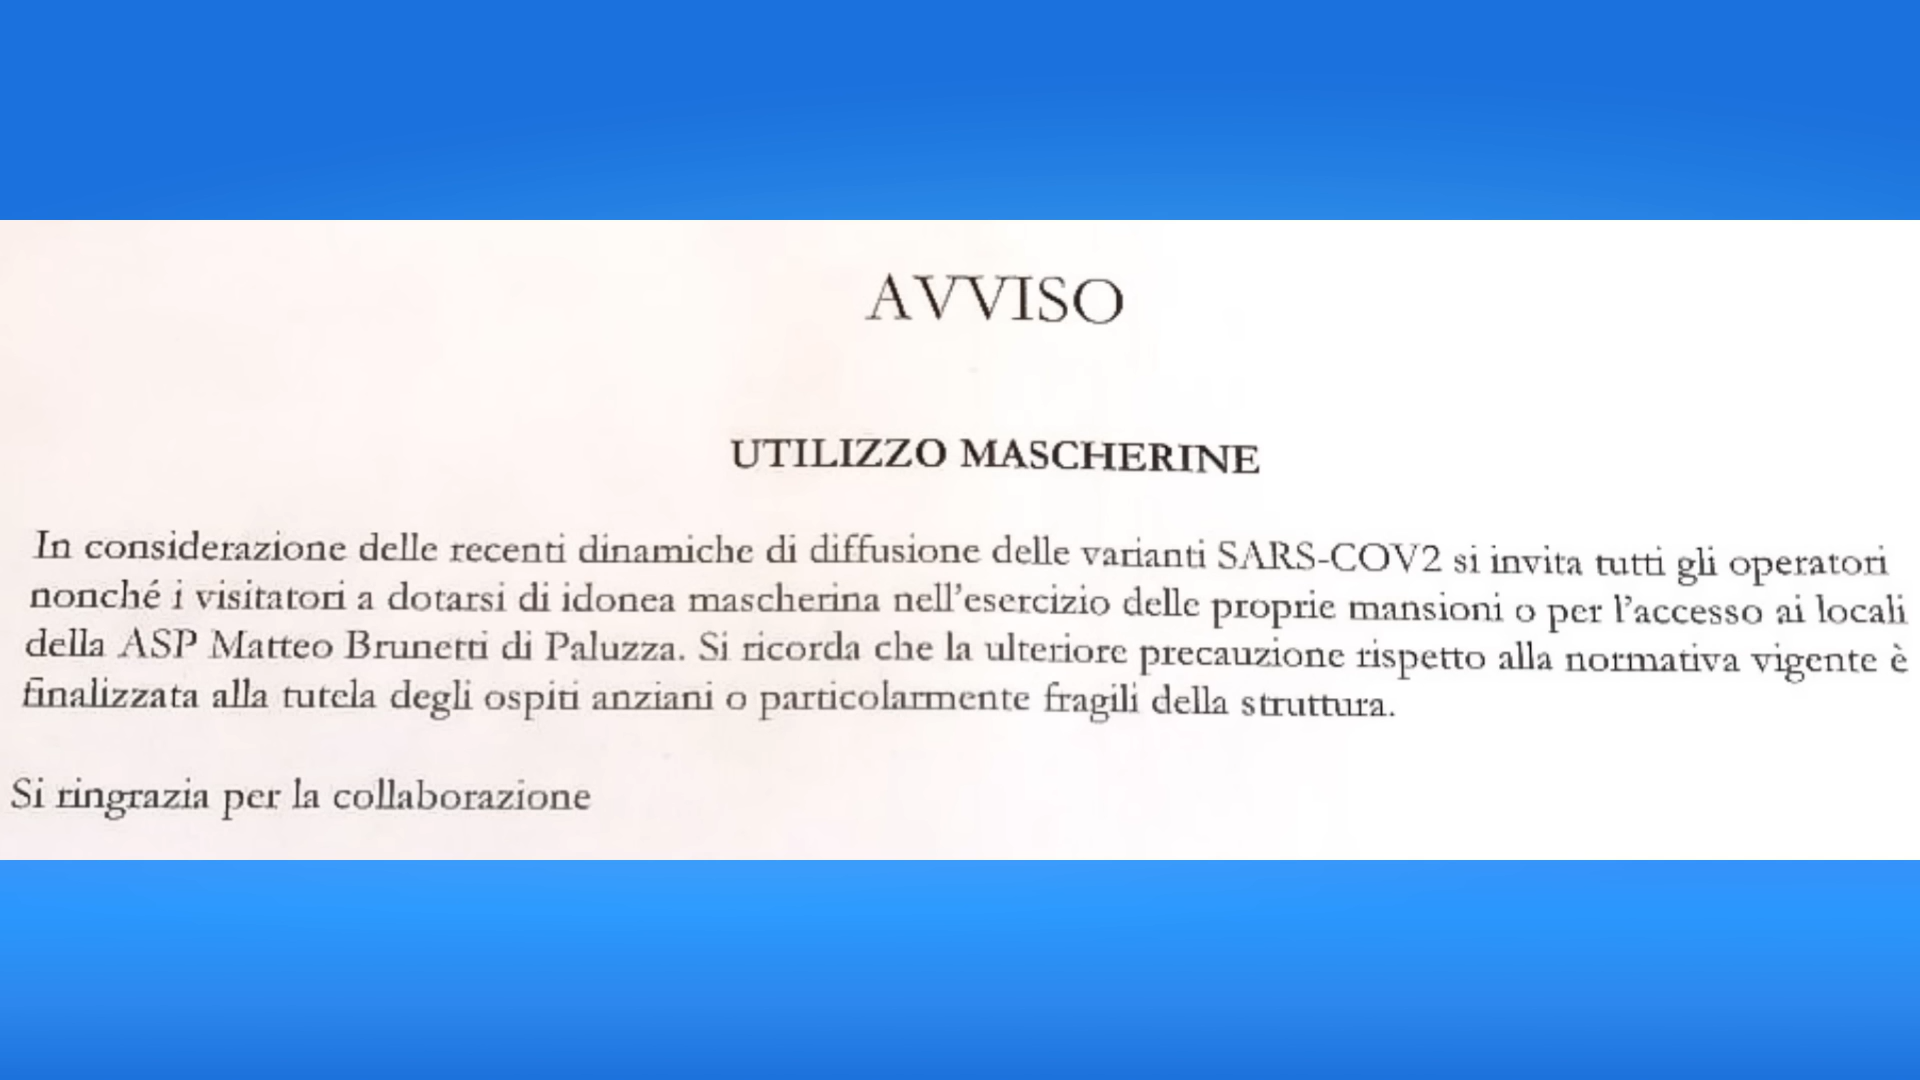 AVVISO
UTILIZZO MASCHERINE
In considerazione delle recenti dinamiche di diffusione delle varianti SARS-COV2 si invita tutti gli operatori
nonché i visitatori a dotarsi di idonea mascherina nell'esercizio delle proprie mansioni o per l'accesso ai locali
della ASP Matteo Brunetti di Paluzza. Si ricorda che la ulteriore precauzione rispetto alla normativa vigente è
finalizzata alla tutela degli ospiti anziani o particolarmente fragili della struttura.
Si ringrazia per la collaborazione